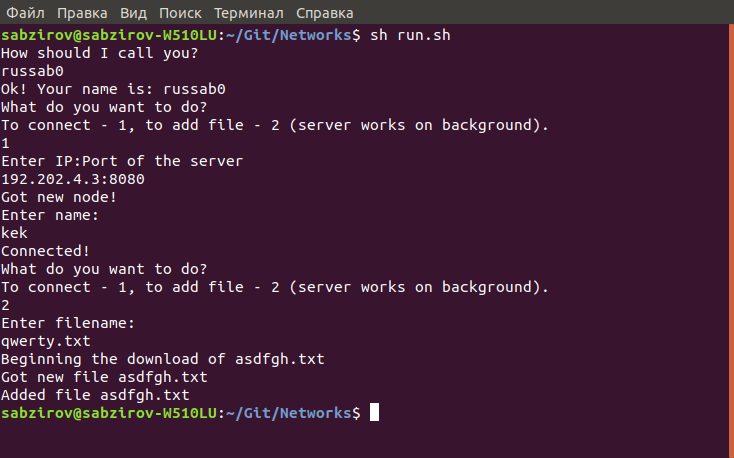 Файл Правка Вид Поиск Терминал Справка
sabzirov@sabzirov-W510LU:~/Git/Networks$ sh run.sh
How should I call you?
russab0
Ok! Your name is: russab0
What do you want to do?
To connect - 1, to add file - 2 (server works on background).
1
Enter IP:Port of the server
192.202.4.3:8080
Got new node!
Enter name:
kek
Connected!
What do you want to do?
To connect - 1, to add file - 2 (server works on background).
2
Enter filename:
qwerty.txt
Beginning the download of asdfgh.txt
Got new file asdfgh.txt
Added file asdfgh.txt
sabzirov@sabzirov-W510LU:~/Git/Networks$